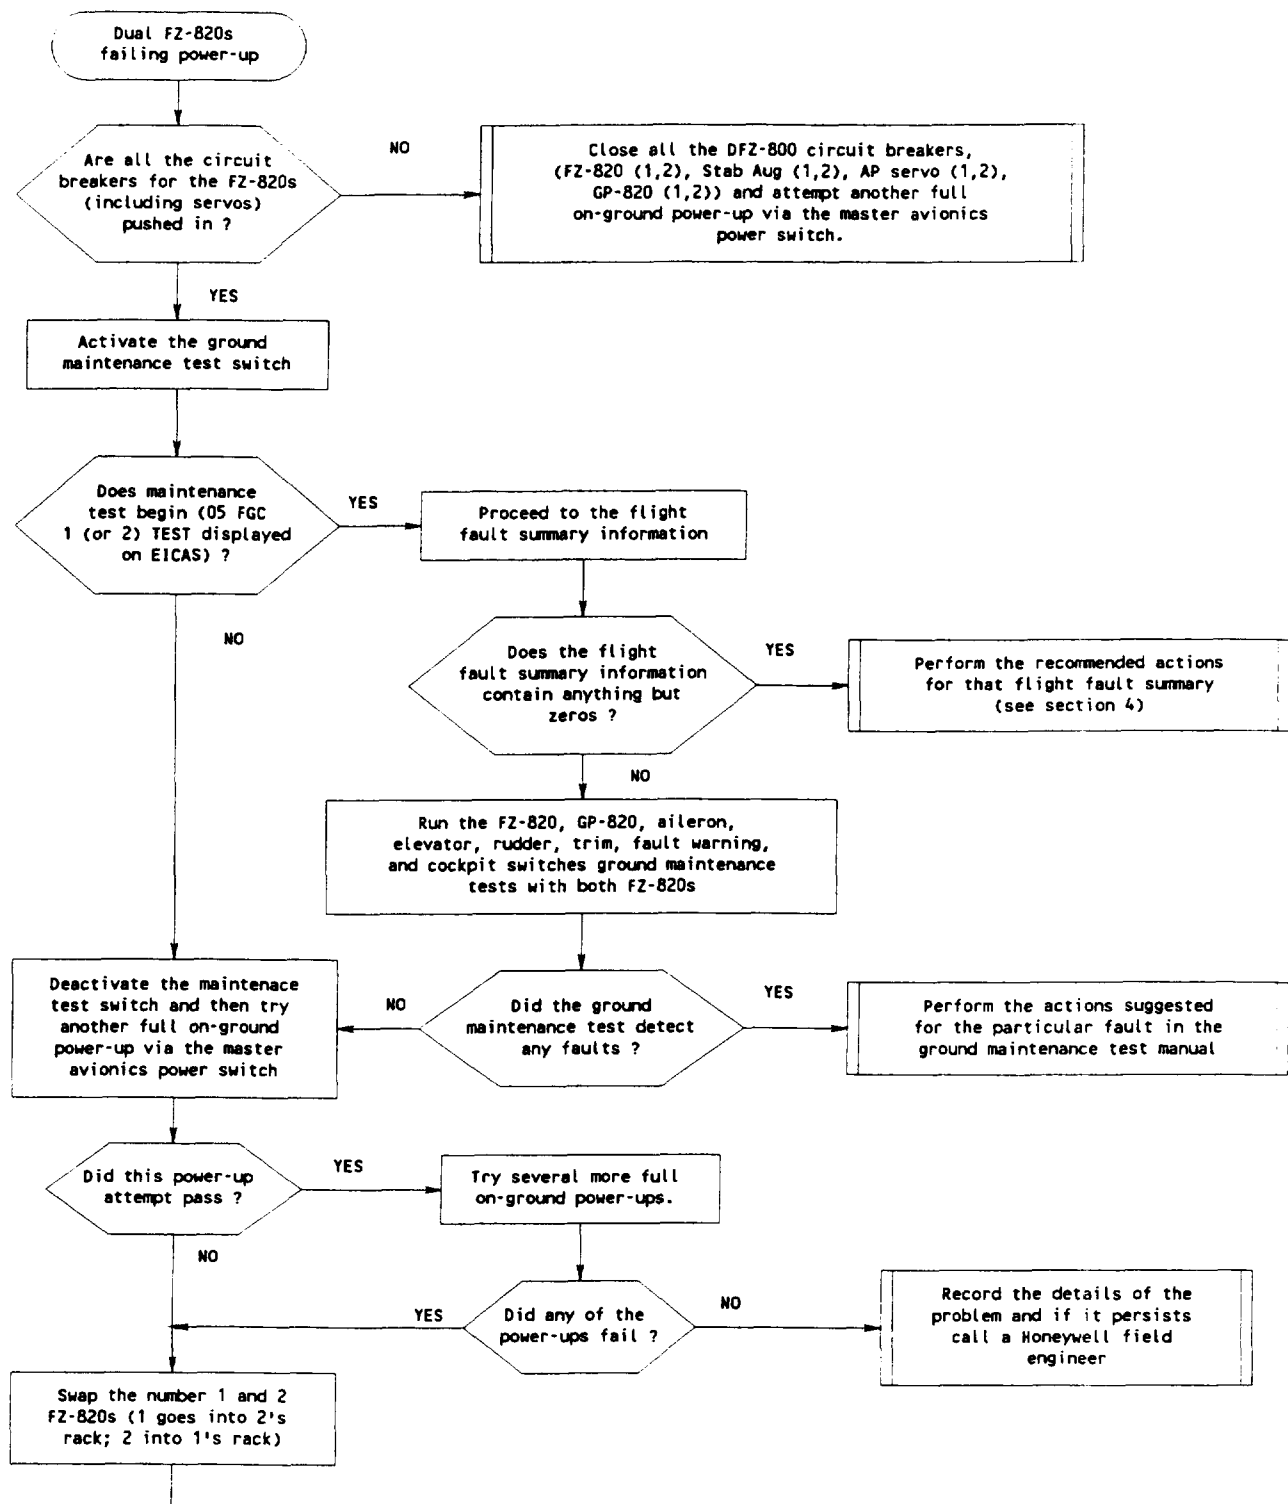 Dual FZ-820s
failing power-up
Are all the circuit
breakers for the FZ-820s
(including servos)
pushed in ?
NO
Close all the DFZ-800 circuit breakers,
(FZ-820 (1,2), Stab Aug (1,2), AP servo (1,2),
GP-820 (1,2)) and attempt another full
on-ground power-up via the master avionics
power switch.
YES
Activate the ground
maintenance test switch
Does maintenance
test begin (05 FGC
1 (or 2) TEST displayed
on EICAS) ?
YES
Proceed to the flight
fault summary information
NO
Does the flight
fault summary information
contain anything but
zeros ?
YES
Perform the recommended actions
for that flight fault summary
(see section 4)
NO
Run the FZ-820, GP-820, aileron,
elevator, rudder, trim, fault warning,
and cockpit switches ground maintenance
tests with both FZ-820s
Deactivate the maintenace
test switch and then try
another full on-ground
power-up via the master
avionics power switch
NO
Did the ground
maintenance test detect
any faults ?
YES
Perform the actions suggested
for the particular fault in the
ground maintenance test manual
Did this power-up
attempt pass ?
YES
Try several more full
on-ground power-ups.
NO
YES
Did any of the
power-ups fail ?
NO
Record the details of the
problem and if it persists
call a Honeywell field
engineer
Swap the number 1 and 2
FZ-820s (1 goes into 2's
rack; 2 into 1's rack)